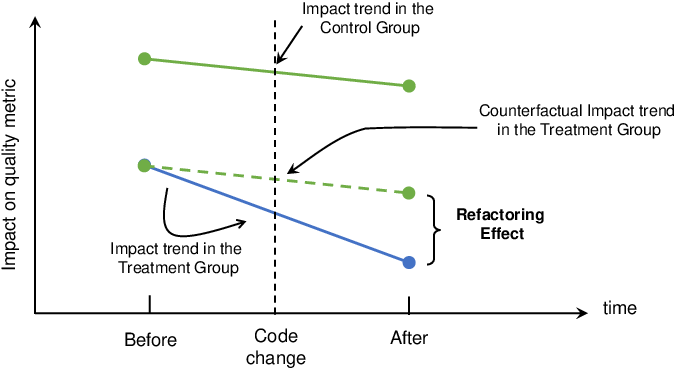 Impact trend in the
Control Group
Impact on quality metric
Counterfactual Impact trend
in the Treatment Group
Refactoring
Effect
Impact trend in the
Treatment Group
time
Before
Code
change
After